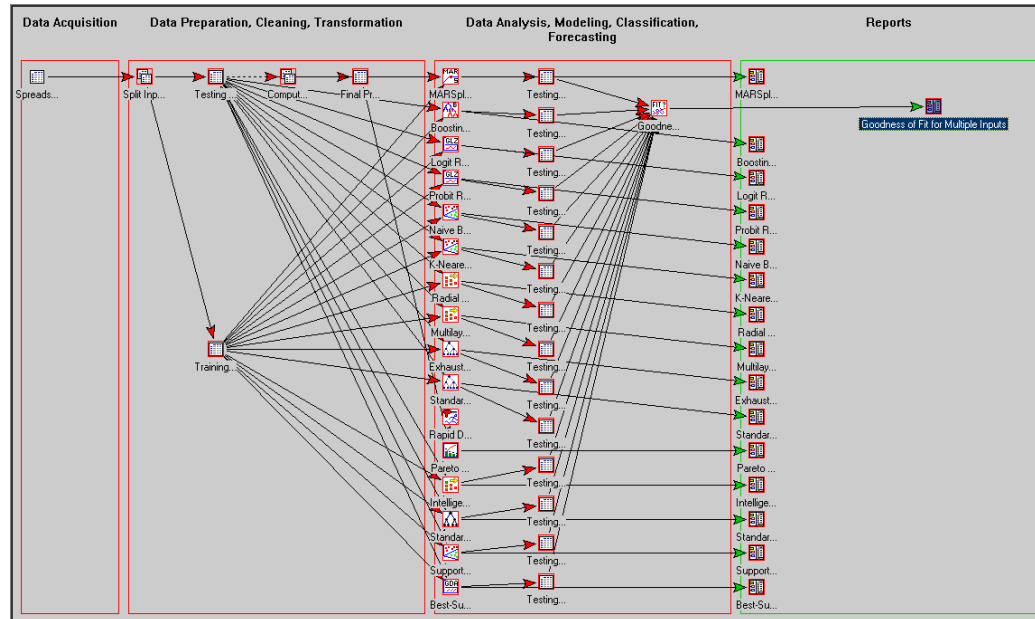 Data Acquisition
Data Preparation, Cleaning, Transformation
Data Analysis, Modeling, Classification,
Forecasting
Reports
Spreads...
Split Inp...
Testing ...
Comput...
Final Pr...
Training...
MARSpl...
Boostin...
Logit R...
Probit R...
Naive B...
K-Neare...
Radial ...
Multilay...
Exhaust...
Standar...
Rapid D...
Pareto ...
Intellige...
Standar...
Support...
Best-Su...
Testing...
Testing...
Testing...
Testing...
Testing...
Testing...
Testing...
Testing...
Testing...
Testing...
Testing...
Testing...
Testing...
Testing...
Goodne...
MARSpl...
Boostin...
Logit R...
Probit R...
Naive B...
K-Neare...
Radial ...
Multilay...
Exhaust...
Standar...
Pareto ...
Intellige...
Standar...
Support...
Best-Su...
Goodness of Fit for Multiple Inputs